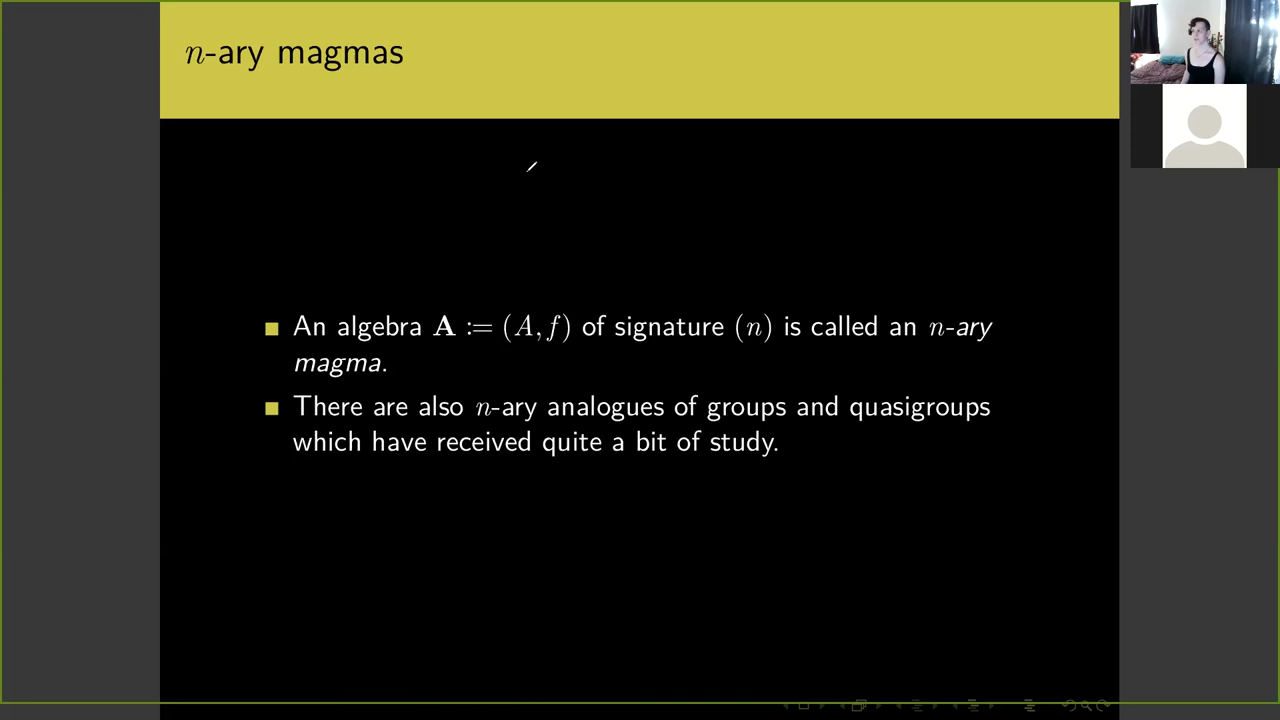 n-ary magmas
An algebra A := (A, f) of signature (n) is called an n-ary
magma.
There are also n-ary analogues of groups and quasigroups
which have received quite a bit of study.